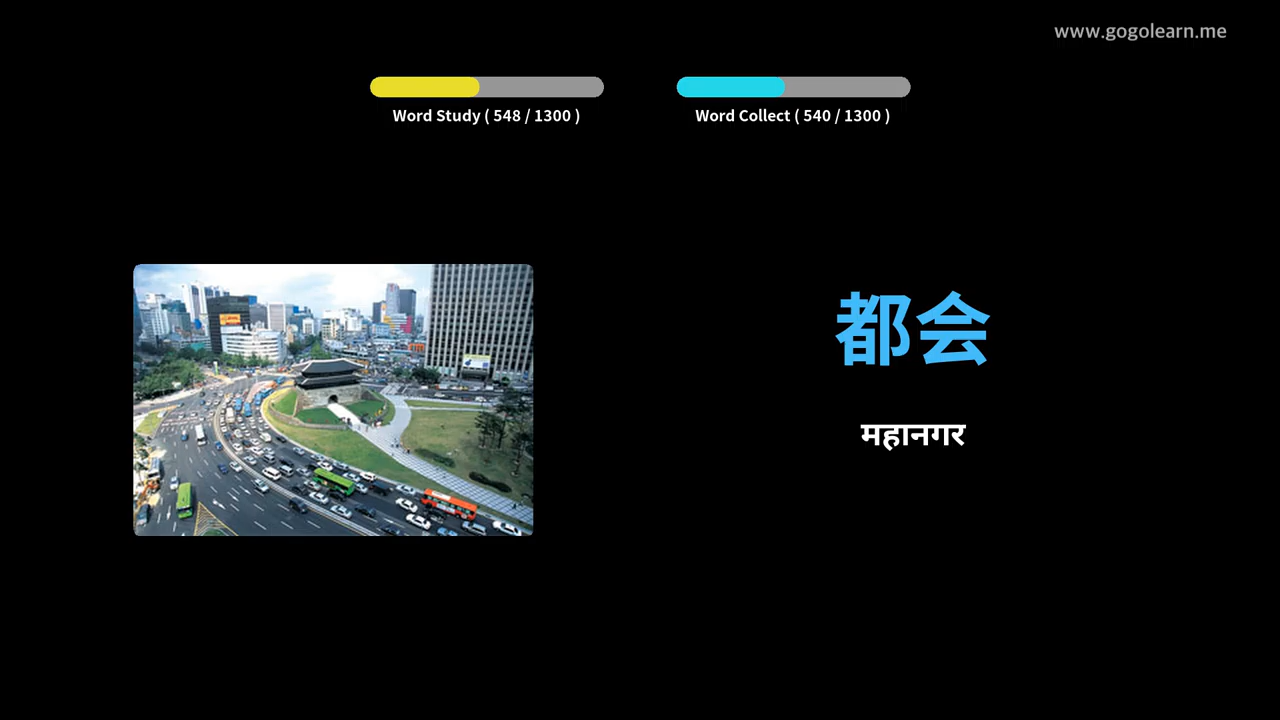 www.gogolearn.me
Word Study ( 548 / 1300 )
Word Collect ( 540 / 1300 )
都会
महानगर